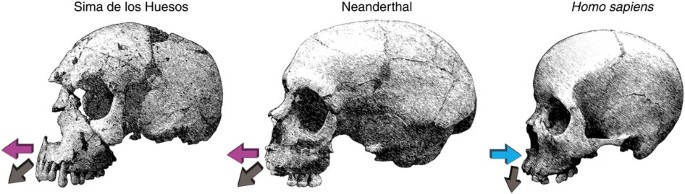 Sima de los Huesos
Neanderthal
Homo sapiens